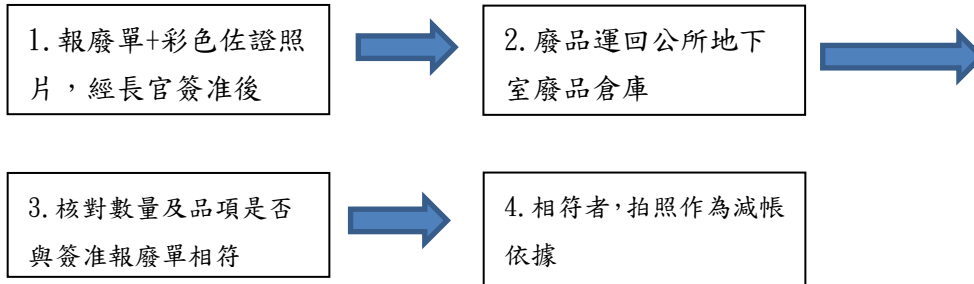 1.報廢單+彩色佐證照
片，經長官簽准後
2.廢品運回公所地下
室廢品倉庫
3.核對數量及品項是否
與簽准報廢單相符
4.相符者，拍照作為減帳
依據